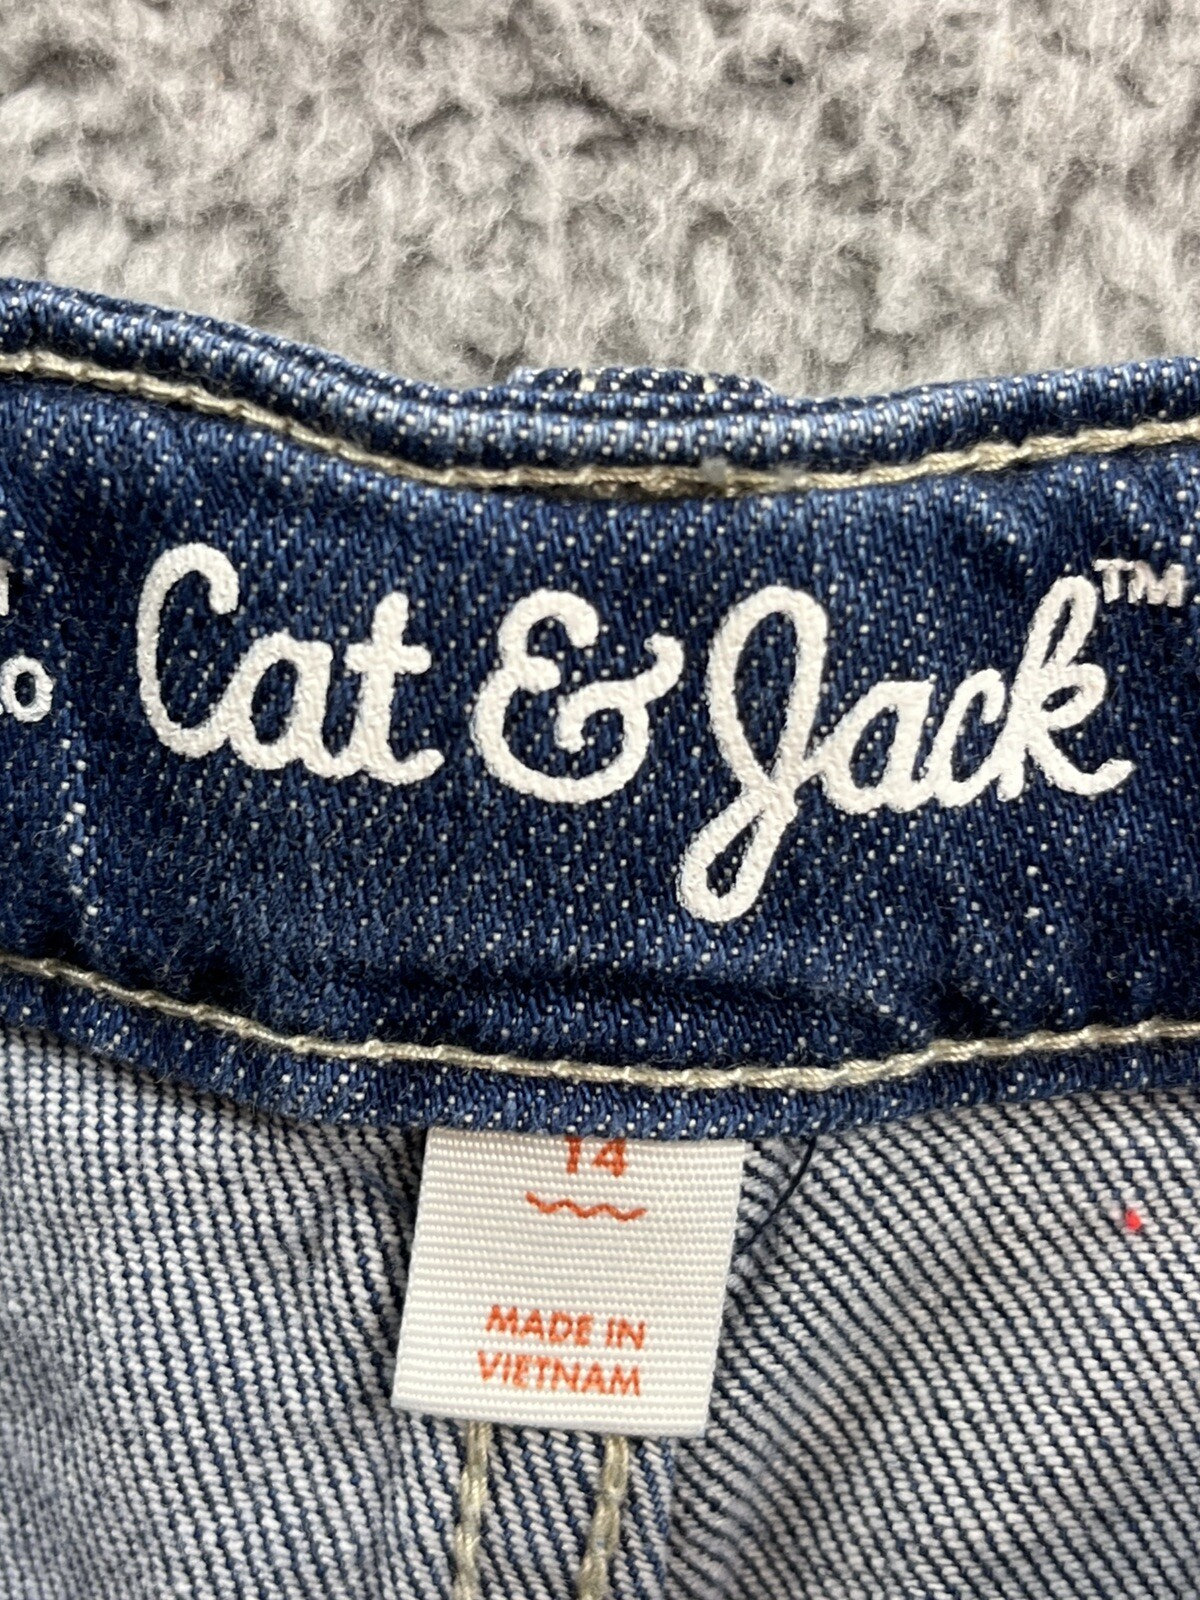 Cat & Jack™
14
MADE IN
VIETNAM